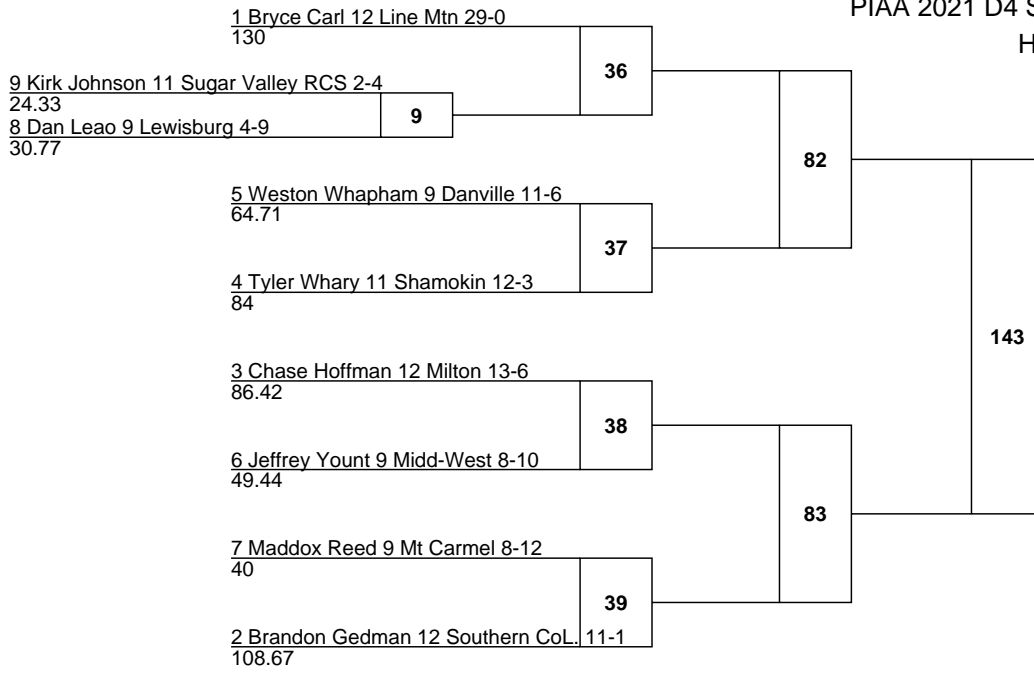 PIAA 2021 D4 S
H
1 Bryce Carl 12 Line Mtn 29-0
130
36
9 Kirk Johnson 11 Sugar Valley RCS 2-4
24.33
9
8 Dan Leao 9 Lewisburg 4-9
30.77
82
5 Weston Whapham 9 Danville 11-6
64.71
37
4 Tyler Whary 11 Shamokin 12-3
84
143
3 Chase Hoffman 12 Milton 13-6
86.42
38
6 Jeffrey Yount 9 Midd-West 8-10
49.44
83
7 Maddox Reed 9 Mt Carmel 8-12
40
39
2 Brandon Gedman 12 Southern CoL. 11-1
108.67